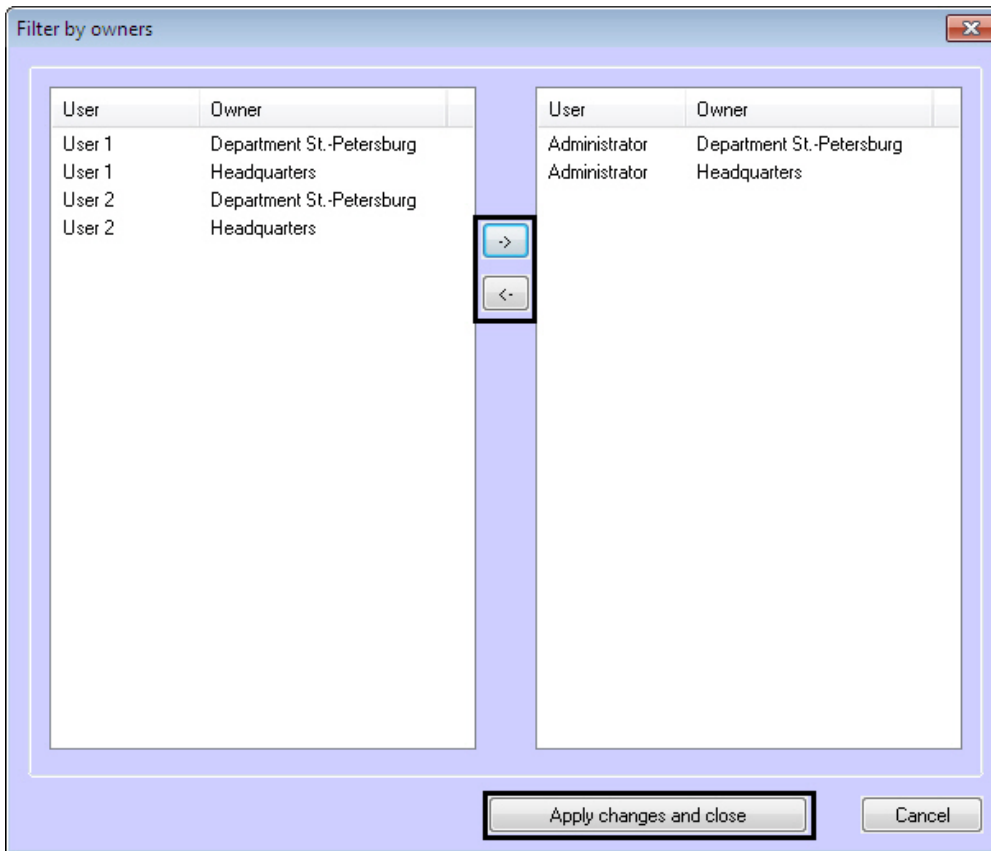 Filter by owners
User Owner
User 1 Department St.-Petersburg
User 1 Headquarters
User 2 Department St.-Petersburg
User 2 Headquarters
->
<-
User Owner
Administrator Department St.-Petersburg
Administrator Headquarters
Apply changes and close
Cancel